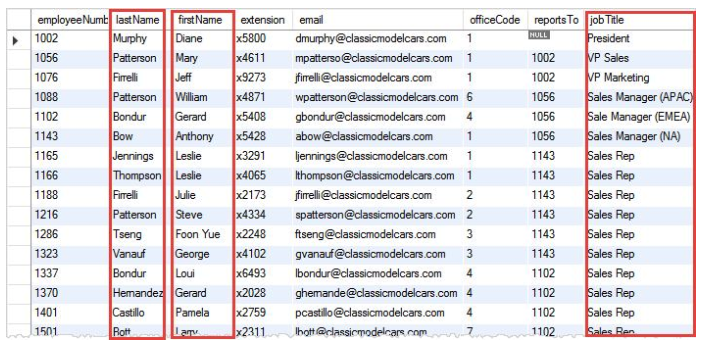 employeeNumb lastName firstName extension email officeCode reportsTo jobTitle
1002 Murphy Diane x5800 dmurphy@classicmodelcars.com 1 NULL President
1056 Patterson Mary x4611 mpatterso@classicmodelcars.com 1 1002 VP Sales
1076 Firrelli Jeff x9273 jfirrelli@classicmodelcars.com 1 1002 VP Marketing
1088 Patterson William x4871 wpatterson@classicmodelcars.com 6 1056 Sales Manager (APAC)
1102 Bondur Gerard x5408 gbondur@classicmodelcars.com 4 1056 Sale Manager (EMEA)
1143 Bow Anthony x5428 abow@classicmodelcars.com 1 1056 Sales Manager (NA)
1165 Jennings Leslie x3291 ljennings@classicmodelcars.com 1 1143 Sales Rep
1166 Thompson Leslie x4065 lthompson@classicmodelcars.com 1 1143 Sales Rep
1188 Firrelli Julie x2173 jfirrelli@classicmodelcars.com 2 1143 Sales Rep
1216 Patterson Steve x4334 spatterson@classicmodelcars.com 2 1143 Sales Rep
1286 Tseng Foon Yue x2248 ftseng@classicmodelcars.com 3 1143 Sales Rep
1323 Vanauf George x4102 gvanauf@classicmodelcars.com 3 1143 Sales Rep
1337 Bondur Loui x6493 lbondur@classicmodelcars.com 4 1102 Sales Rep
1370 Hernandez Gerard x2028 ghernande@classicmodelcars.com 4 1102 Sales Rep
1401 Castillo Pamela x2759 pcastillo@classicmodelcars.com 4 1102 Sales Rep
1501 Bott Larry x2311 lbott@classicmodelcars.com 7 1102 Sales Rep